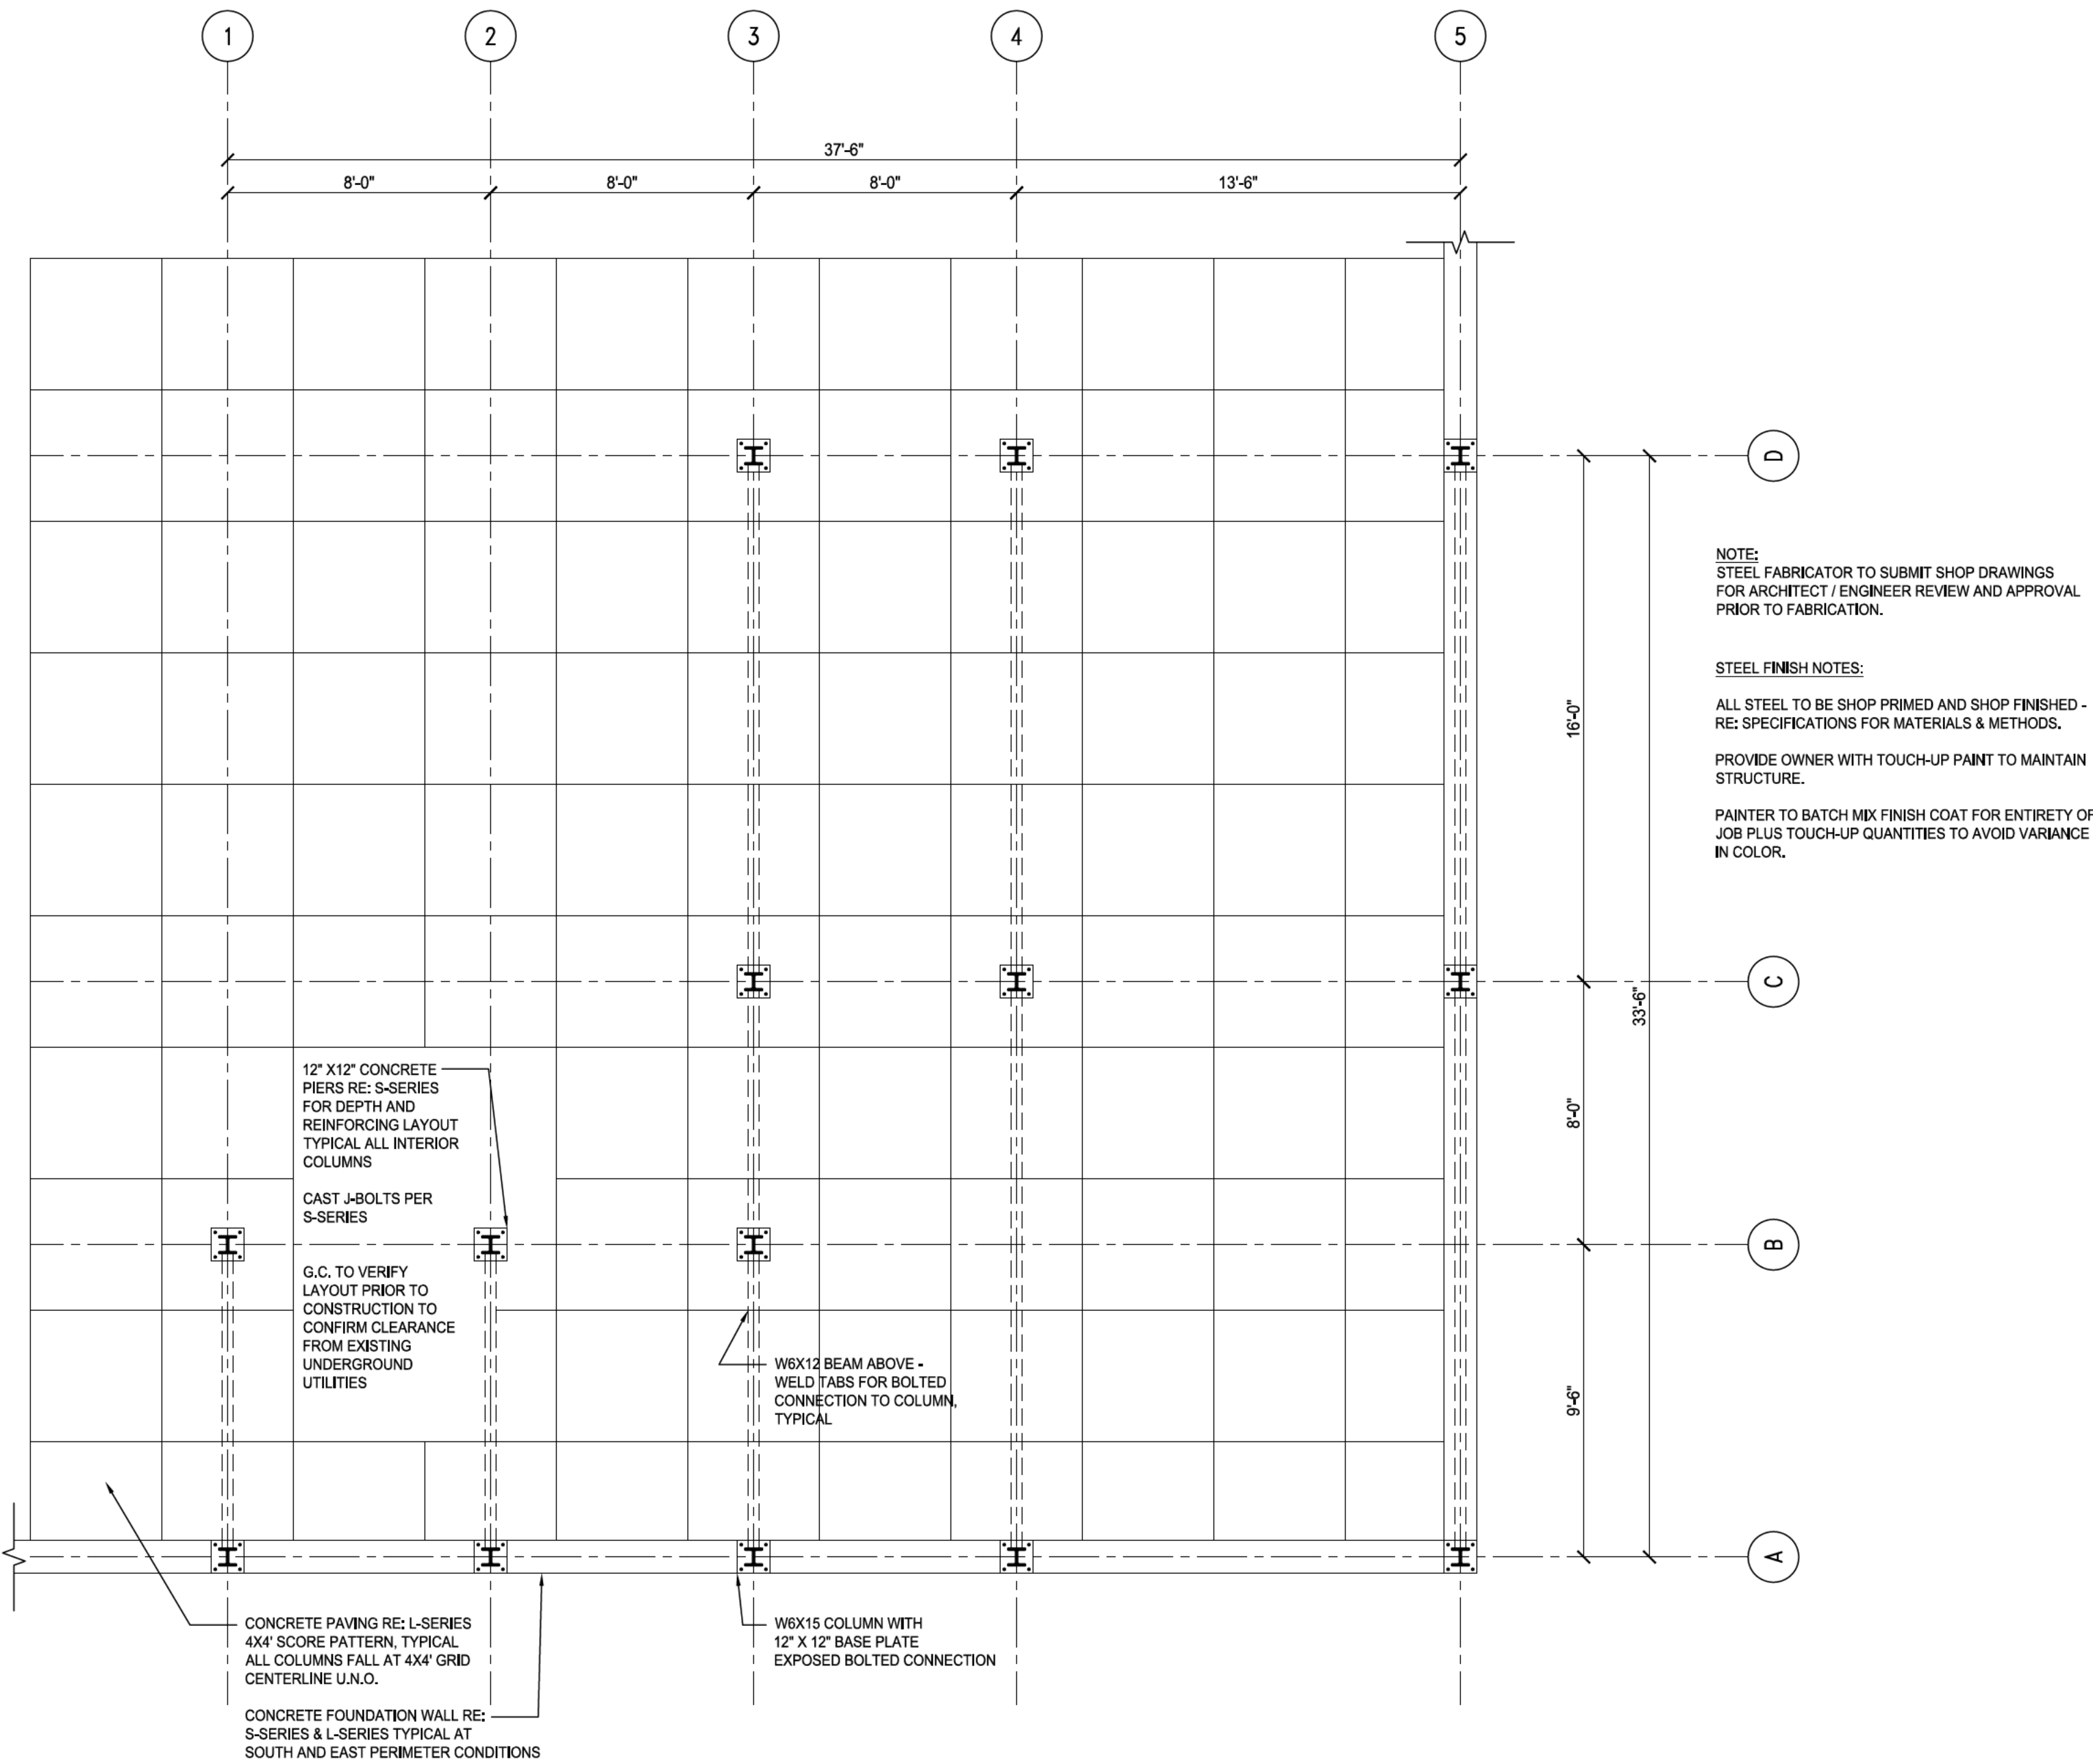 1
2
3
4
5
37'-6"
8'-0"
8'-0"
8'-0"
13'-6"
D
NOTE:
STEEL FABRICATOR TO SUBMIT SHOP DRAWINGS
FOR ARCHITECT / ENGINEER REVIEW AND APPROVAL
PRIOR TO FABRICATION.
STEEL FINISH NOTES:
ALL STEEL TO BE SHOP PRIMED AND SHOP FINISHED -
RE: SPECIFICATIONS FOR MATERIALS & METHODS.
PROVIDE OWNER WITH TOUCH-UP PAINT TO MAINTAIN
STRUCTURE.
PAINTER TO BATCH MIX FINISH COAT FOR ENTIRETY OF
JOB PLUS TOUCH-UP QUANTITIES TO AVOID VARIANCE
IN COLOR.
16'-0"
C
33'-6"
8'-0"
12" X12" CONCRETE
PIERS RE: S-SERIES
FOR DEPTH AND
REINFORCING LAYOUT
TYPICAL ALL INTERIOR
COLUMNS
CAST J-BOLTS PER
S-SERIES
B
G.C. TO VERIFY
LAYOUT PRIOR TO
CONSTRUCTION TO
CONFIRM CLEARANCE
FROM EXISTING
UNDERGROUND
UTILITIES
W6X12 BEAM ABOVE -
WELD TABS FOR BOLTED
CONNECTION TO COLUMN,
TYPICAL
9'-6"
A
CONCRETE PAVING RE: L-SERIES
4X4' SCORE PATTERN, TYPICAL
ALL COLUMNS FALL AT 4X4' GRID
CENTERLINE U.N.O.
W6X15 COLUMN WITH
12" X 12" BASE PLATE
EXPOSED BOLTED CONNECTION
CONCRETE FOUNDATION WALL RE:
S-SERIES & L-SERIES TYPICAL AT
SOUTH AND EAST PERIMETER CONDITIONS